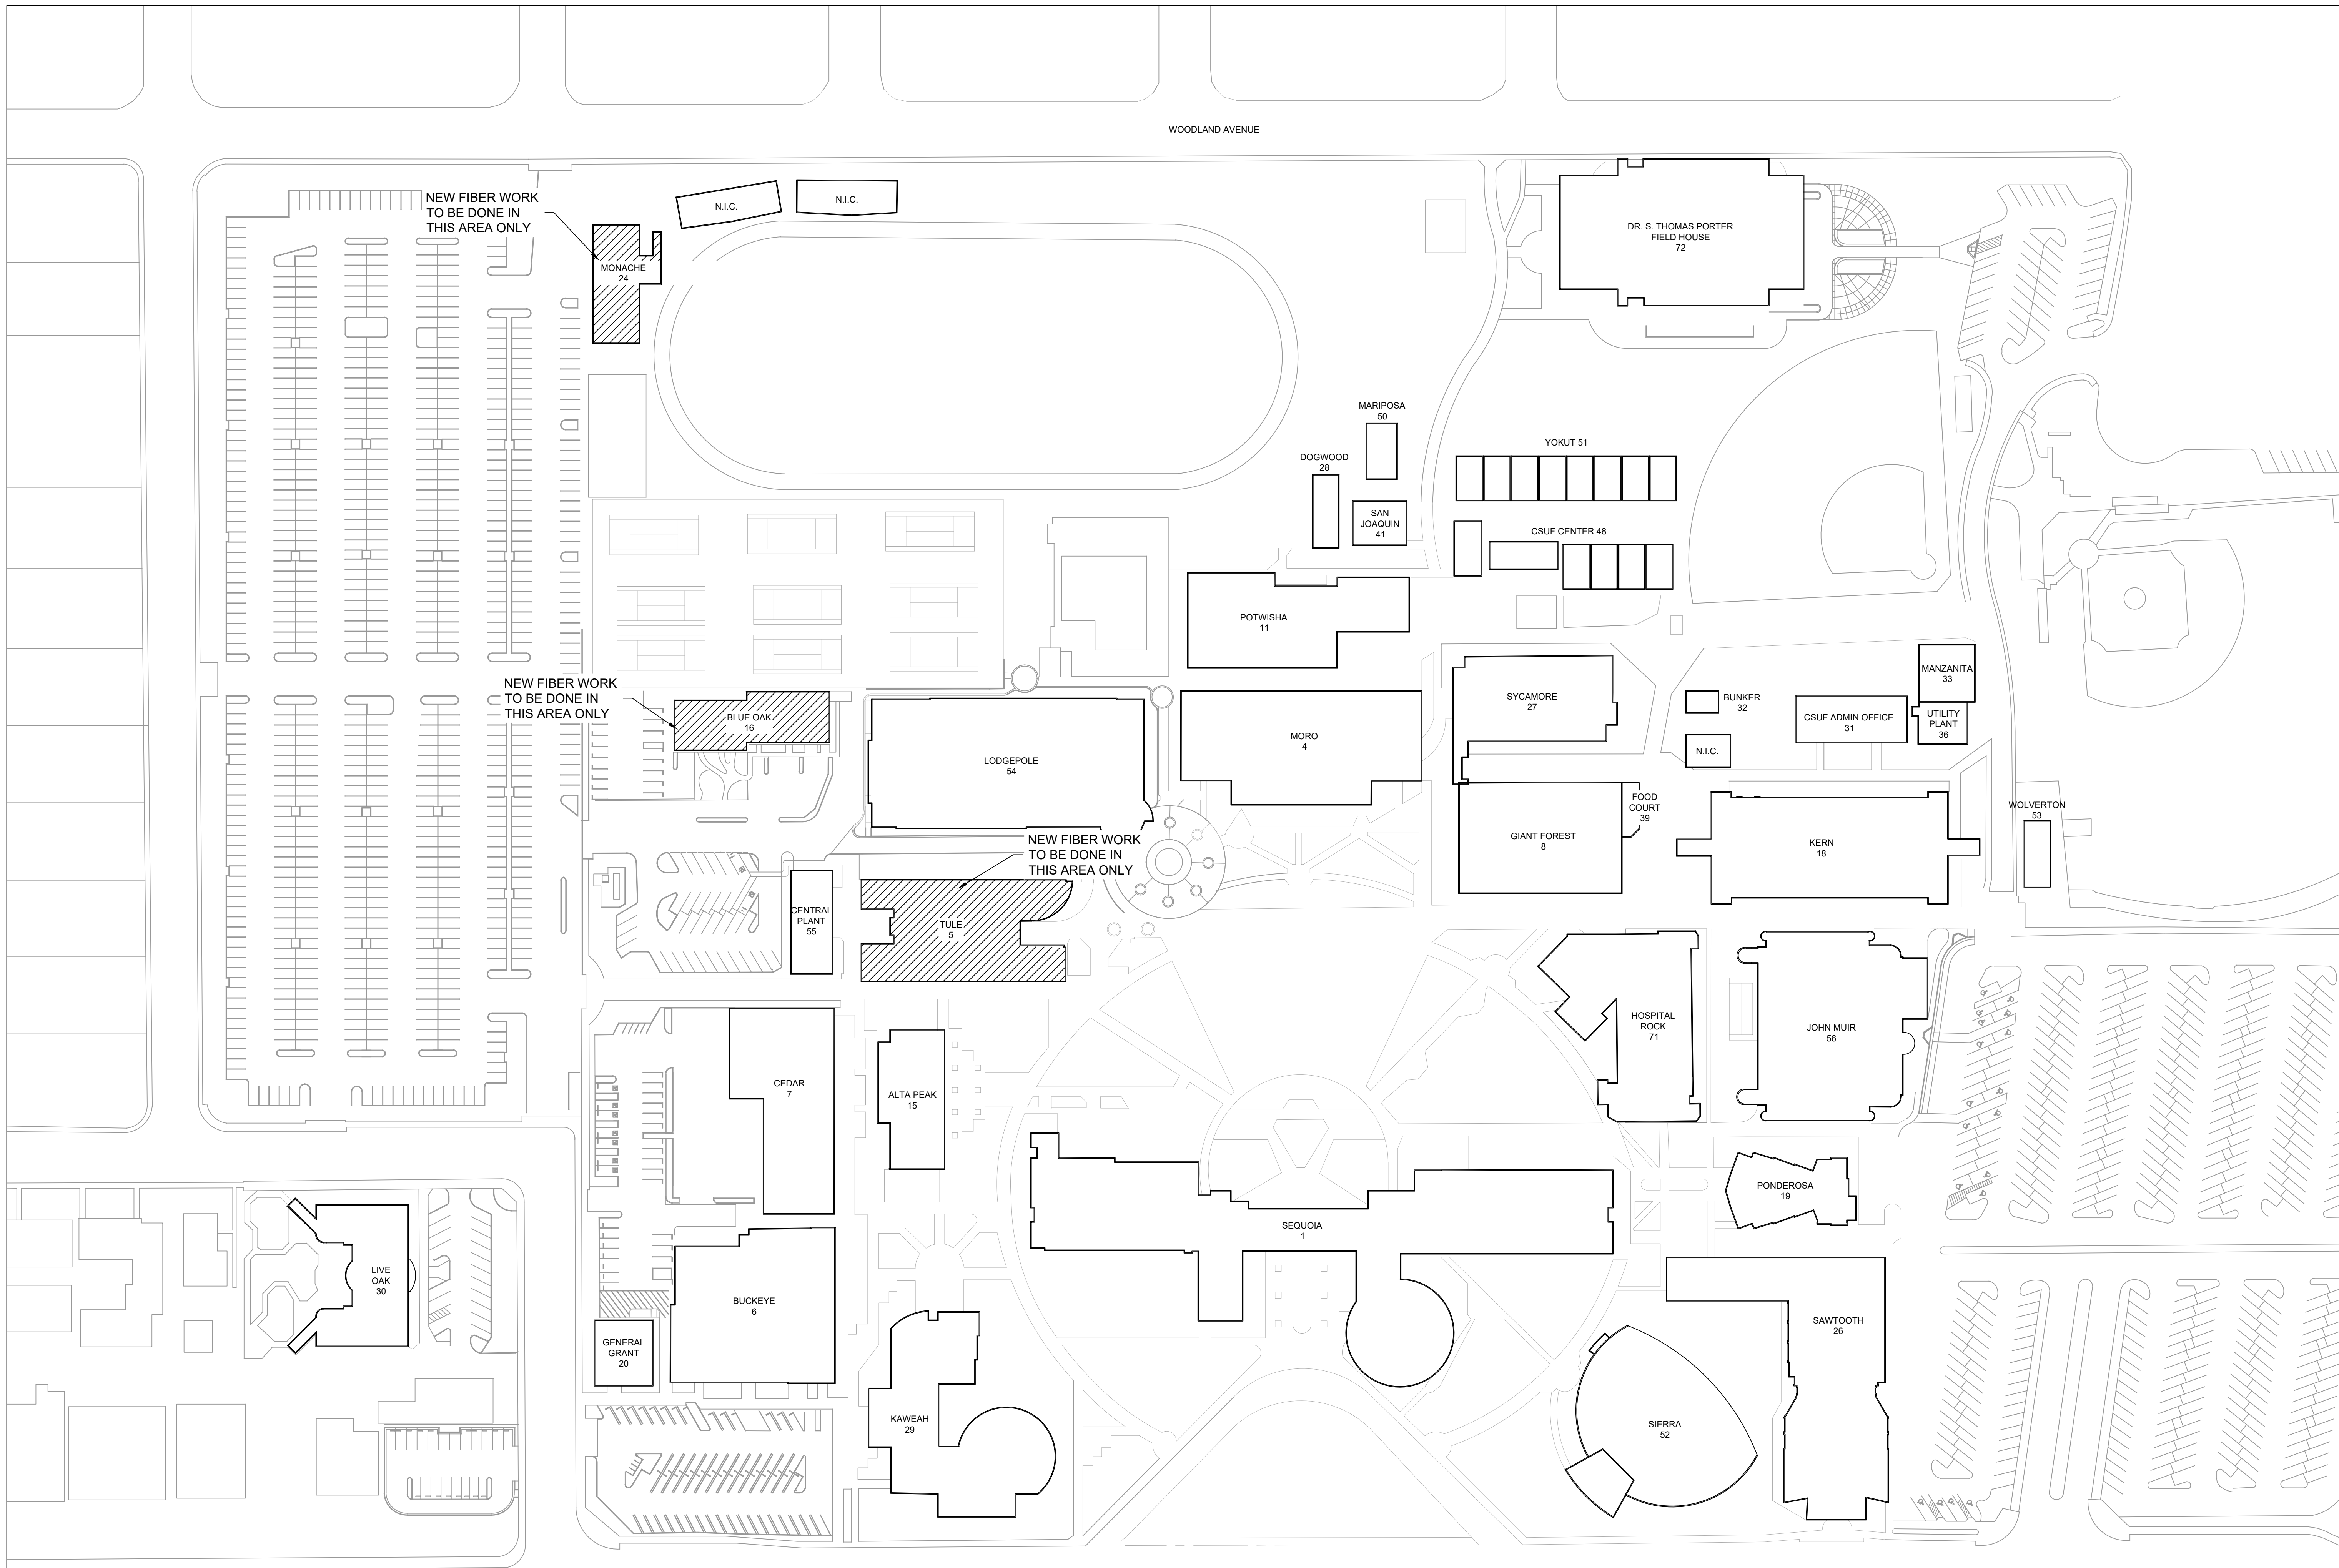 WOODLAND AVENUE
NEW FIBER WORK
TO BE DONE IN
THIS AREA ONLY
N.I.C.
N.I.C.
MONACHE
24
DR. S. THOMAS PORTER
FIELD HOUSE
72
MARIPOSA
50
YOKUT 51
DOGWOOD
28
SAN
JOAQUIN
41
CSUF CENTER 48
POTWISHA
11
NEW FIBER WORK
TO BE DONE IN
THIS AREA ONLY
BLUE OAK
16
LODGEPOLE
54
MORO
4
SYCAMORE
27
BUNKER
32
N.I.C.
CSUF ADMIN OFFICE
31
MANZANITA
33
UTILITY
PLANT
36
NEW FIBER WORK
TO BE DONE IN
THIS AREA ONLY
GIANT FOREST
8
FOOD
COURT
39
KERN
18
WOLVERTON
53
CENTRAL
PLANT
55
TULE
5
HOSPITAL
ROCK
71
JOHN MUIR
56
CEDAR
7
ALTA PEAK
15
PONDEROSA
19
SEQUOIA
1
LIVE
OAK
30
BUCKEYE
6
GENERAL
GRANT
20
SAWTOOTH
26
KAWEAH
29
SIERRA
52